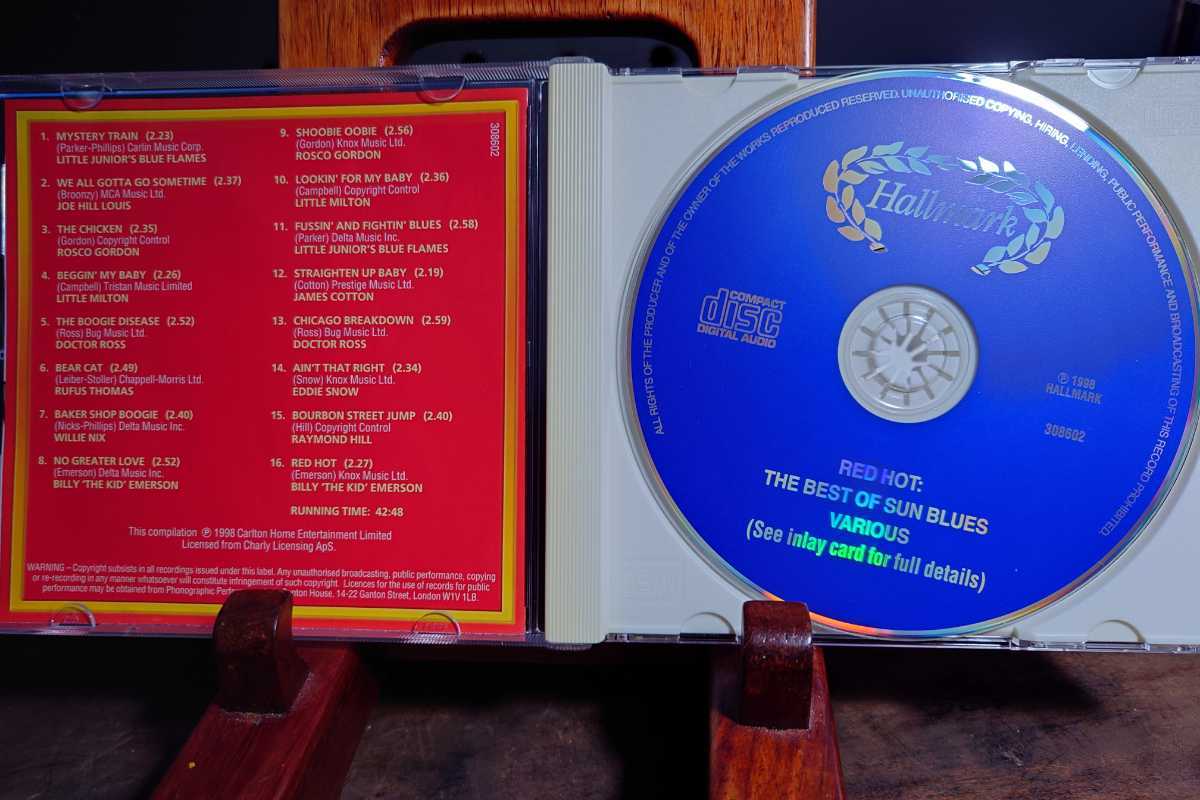 308602
1. MYSTERY TRAIN (2.23)
(Parker-Phillips) Carlin Music Corp.
LITTLE JUNIOR'S BLUE FLAMES
2. WE ALL GOTTA GO SOMETIME (2.37)
(Broonzy) MCA Music Ltd.
JOE HILL LOUIS
3. THE CHICKEN (2.35)
(Gordon) Copyright Control
ROSCO GORDON
4. BEGGIN' MY BABY (2.26)
(Campbell) Tristan Music Limited
LITTLE MILTON
5. THE BOOGIE DISEASE (2.52)
(Ross) Bug Music Ltd.
DOCTOR ROSS
6. BEAR CAT (2.49)
(Leiber-Stoller) Chappell-Morris Ltd.
RUFUS THOMAS
7. BAKER SHOP BOOGIE (2.40)
(Nicks-Phillips) Delta Music Inc.
WILLIE NIX
8. NO GREATER LOVE (2.52)
(Emerson) Delta Music Inc.
BILLY 'THE KID' EMERSON
9. SHOOBIE OOBIE (2.56)
(Gordon) Knox Music Ltd.
ROSCO GORDON
10. LOOKIN' FOR MY BABY (2.36)
(Campbell) Copyright Control
LITTLE MILTON
11. FUSSIN' AND FIGHTIN' BLUES (2.58)
(Parker) Delta Music Inc.
LITTLE JUNIOR'S BLUE FLAMES
12. STRAIGHTEN UP BABY (2.19)
(Cotton) Prestige Music Ltd.
JAMES COTTON
13. CHICAGO BREAKDOWN (2.59)
(Ross) Bug Music Ltd.
DOCTOR ROSS
14. AIN'T THAT RIGHT (2.34)
(Snow) Knox Music Ltd.
EDDIE SNOW
15. BOURBON STREET JUMP (2.40)
(Hill) Copyright Control
RAYMOND HILL
16. RED HOT (2.27)
(Emerson) Knox Music Ltd.
BILLY 'THE KID' EMERSON
RUNNING TIME: 42:48
This compilation ℗ 1998 Carlton Home Entertainment Limited
Licensed from Charly Licensing ApS.
WARNING – Copyright subsists in all recordings issued under this label. Any unauthorised broadcasting, public performance, copying
or re-recording in any manner whatsoever will constitute infringement of such copyright. Licences for the use of records for public
performance may be obtained from Phonographic House. 14-22 Ganton Street, London W1V 1LB.
ALL RIGHTS OF THE PRODUCER AND OF THE OWNER OF THE WORKS REPRODUCED RESERVED. UNAUTHORISED COPYING, HIRING, LENDING, PUBLIC PERFORMANCE AND BROADCASTING OF THIS RECORD PROHIBITED.
Hallmark
COMPACT
disc
DIGITAL AUDIO
℗ 1998
HALLMARK
308602
RED HOT:
THE BEST OF SUN BLUES
VARIOUS
(See inlay card for full details)